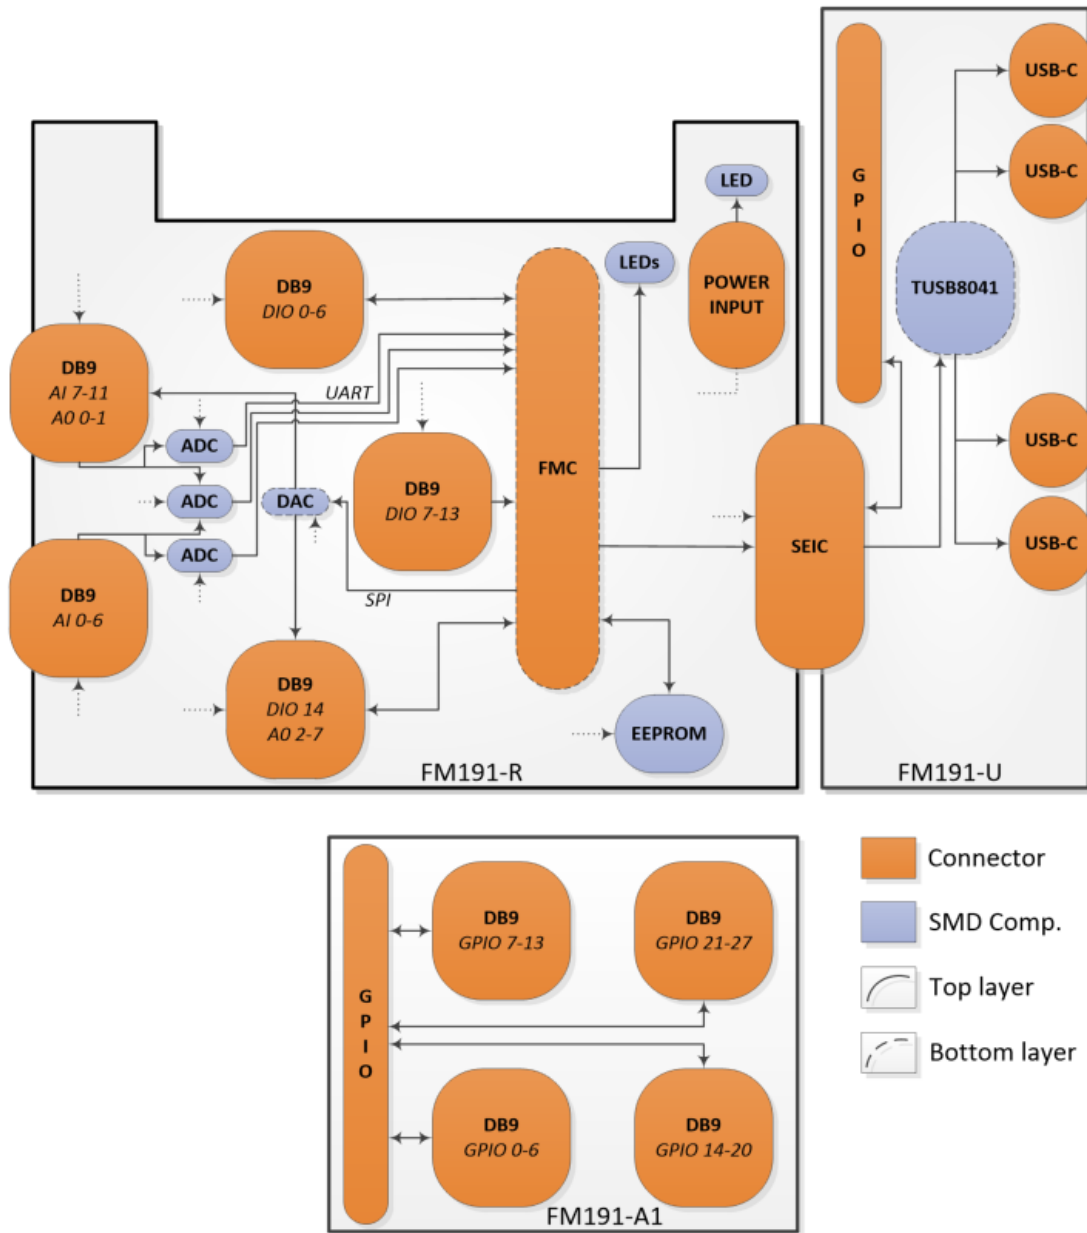 USB-C
USB-C
G
P
I
O
TUSB8041
USB-C
USB-C
FM191-U
LED
LEDs
POWER
INPUT
DB9
DIO 0-6
DB9
AI 7-11
A0 0-1
UART
ADC
ADC
ADC
DAC
DB9
DIO 7-13
FMC
SEIC
SPI
DB9
AI 0-6
DB9
DIO 14
A0 2-7
EEPROM
FM191-R
G
P
I
O
DB9
GPIO 7-13
DB9
GPIO 21-27
DB9
GPIO 0-6
DB9
GPIO 14-20
FM191-A1
Connector
SMD Comp.
Top layer
Bottom layer